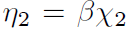 η₂ = βχ₂